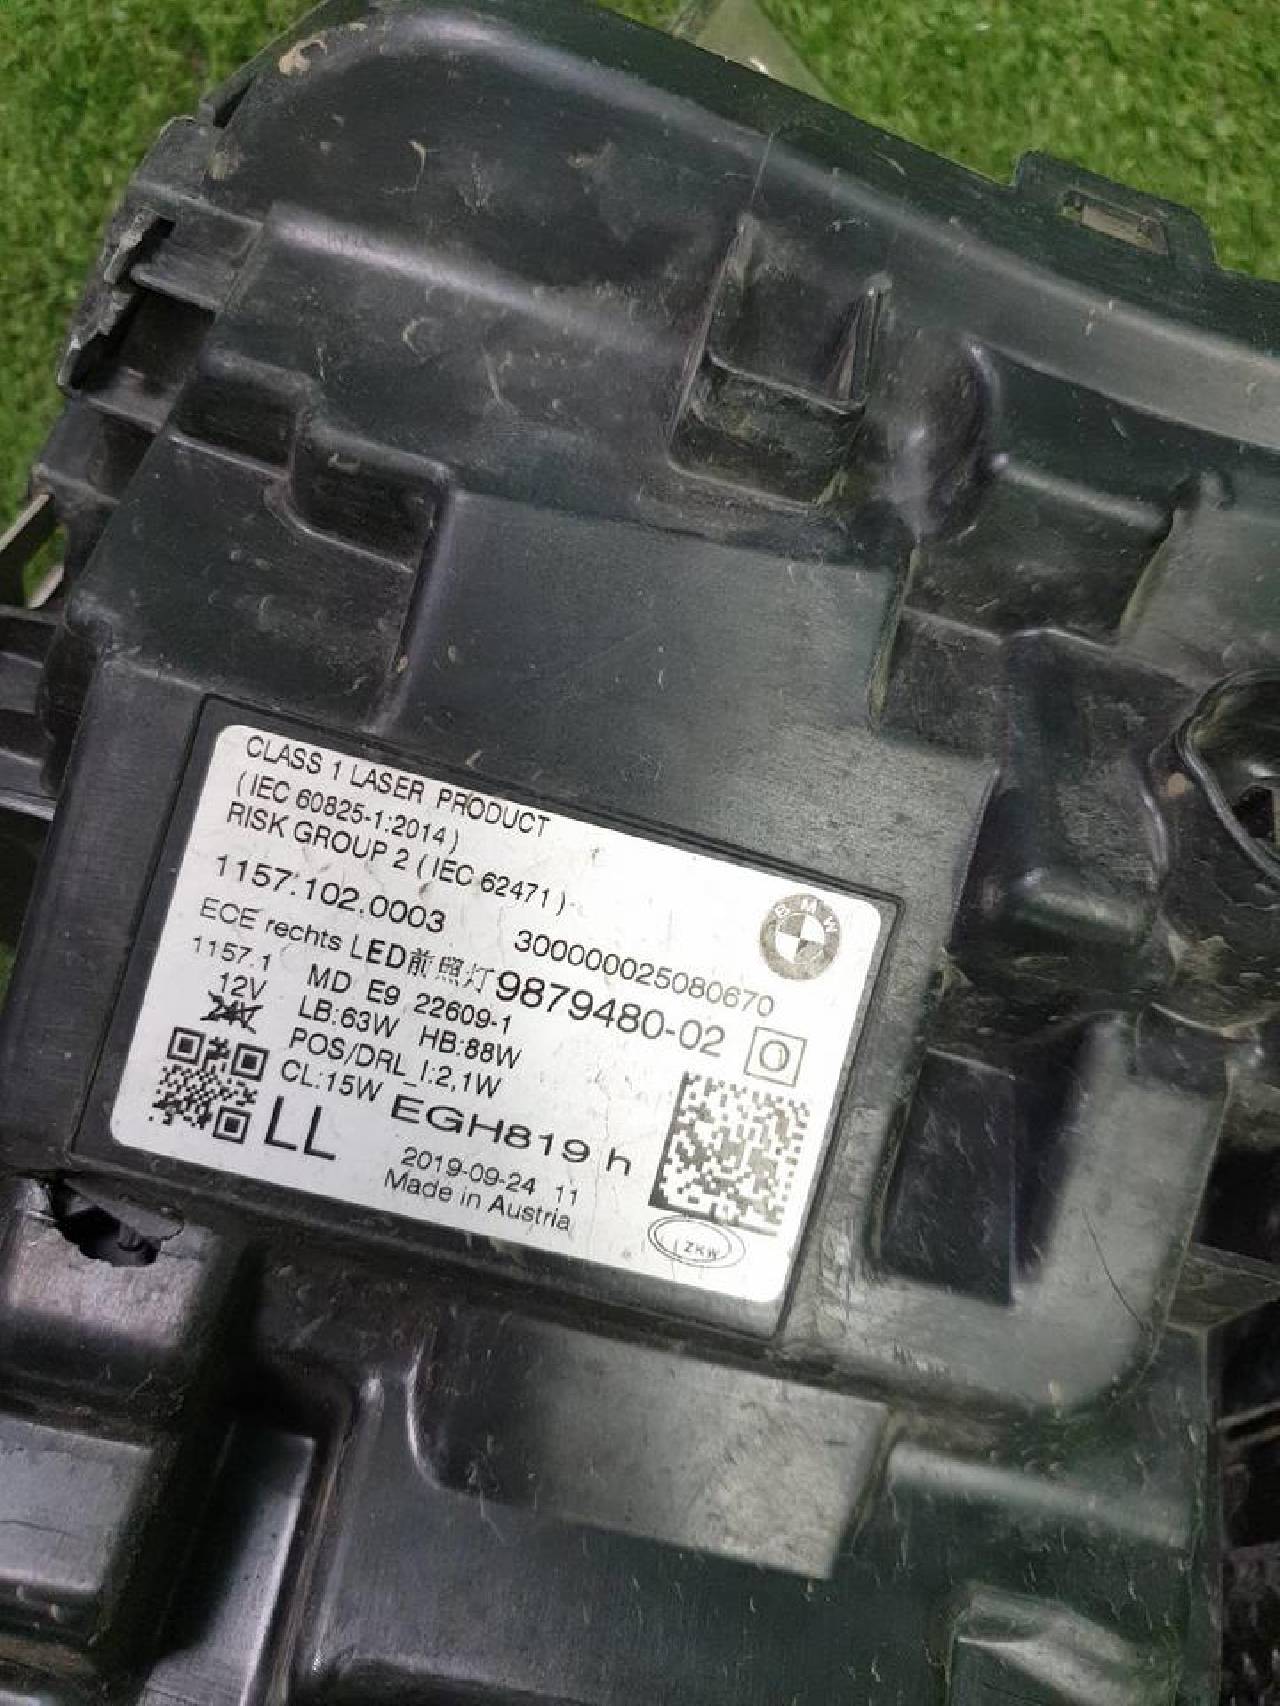 CLASS 1 LASER PRODUCT
( IEC 60825-1:2014 )
RISK GROUP 2 ( IEC 62471 )
1157.102.0003 300000025080670
BMW
ECE rechts LED前照灯 9879480-02
1157.1 MD E9 22609-1
12V LB:63W HB:88W O
24V POS/DRL_I:2,1W
CL:15W EGH819 h
LL
2019-09-24 11
Made in Austria
ZKW